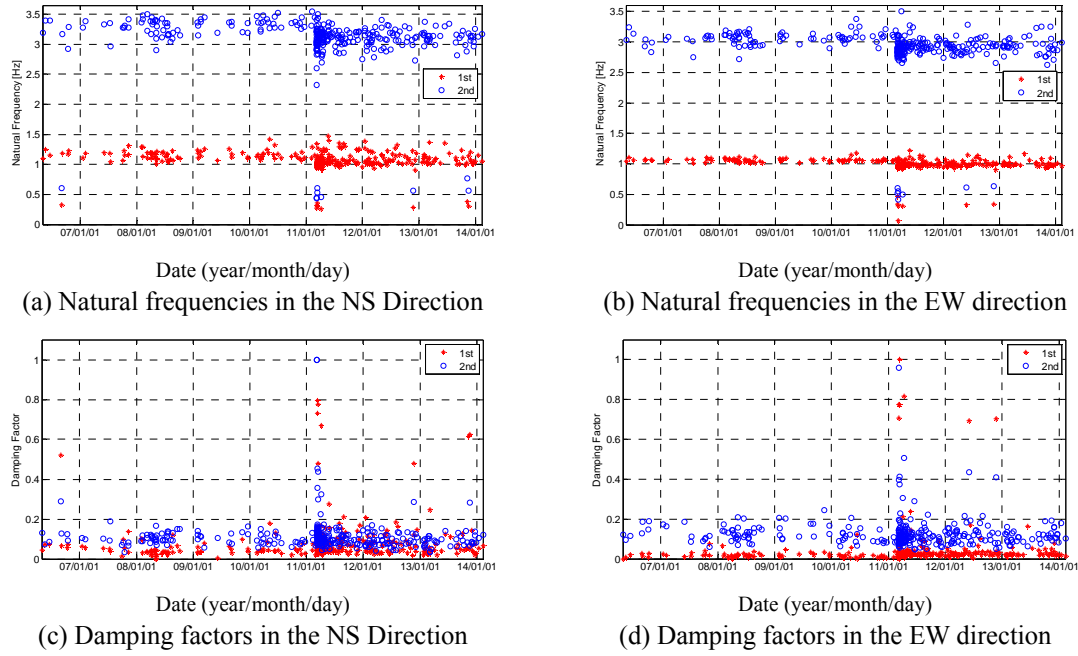 3.5
3
2.5
2
1.5
1
0.5
0
Natural Frequency [Hz]
1st
2nd
07/01/01 08/01/01 09/01/01 10/01/01 11/01/01 12/01/01 13/01/01 14/01/01
Date (year/month/day)
(a) Natural frequencies in the NS Direction
3.5
3
2.5
2
1.5
1
0.5
0
Natural Frequency [Hz]
1st
2nd
07/01/01 08/01/01 09/01/01 10/01/01 11/01/01 12/01/01 13/01/01 14/01/01
Date (year/month/day)
(b) Natural frequencies in the EW direction
1
0.8
0.6
0.4
0.2
0
Damping Factor
1st
2nd
07/01/01 08/01/01 09/01/01 10/01/01 11/01/01 12/01/01 13/01/01 14/01/01
Date (year/month/day)
(c) Damping factors in the NS Direction
1
0.8
0.6
0.4
0.2
0
Damping Factor
1st
2nd
07/01/01 08/01/01 09/01/01 10/01/01 11/01/01 12/01/01 13/01/01 14/01/01
Date (year/month/day)
(d) Damping factors in the EW direction